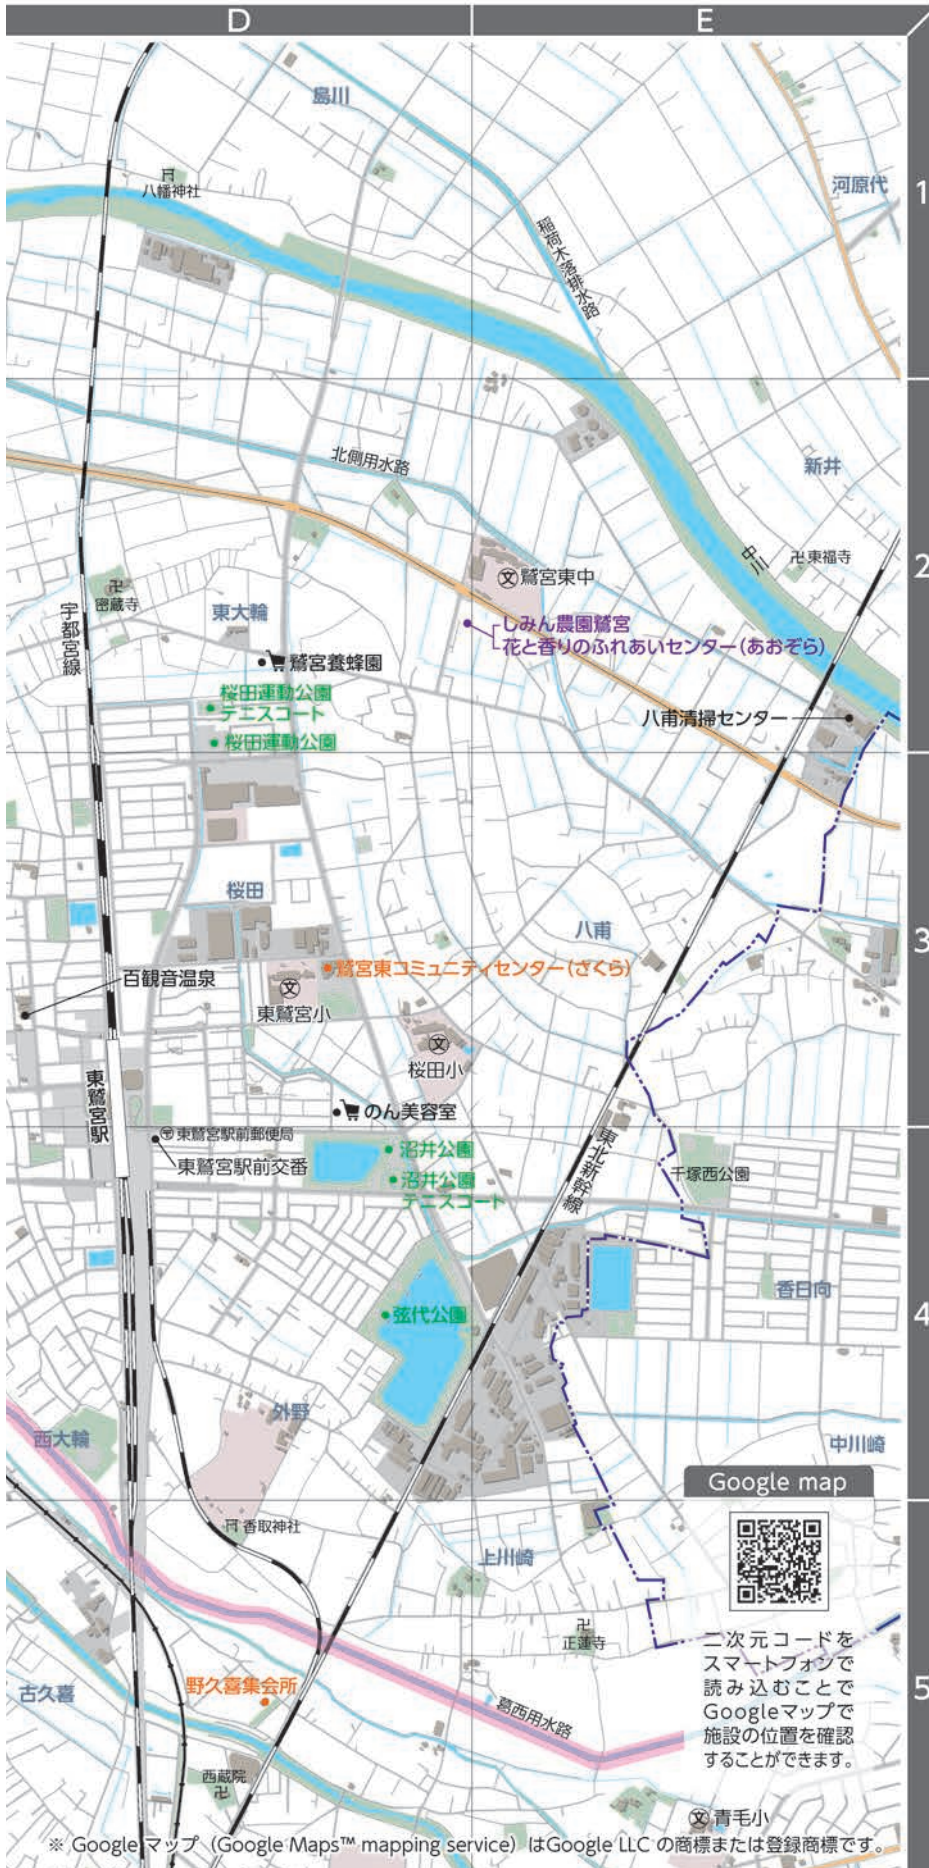 D
E
島川
八幡神社
河原代
1
稲荷木落排水路
北側用水路
新井
中川
卍東福寺
2
文 鷲宮東中
密蔵寺
宇都宮線
東大輪
しみん農園鷲宮
花と香りのふれあいセンター(あおぞら)
鷲宮養蜂園
桜田運動公園
テニスコート
八甫清掃センター
桜田運動公園
桜田
八甫
3
鷲宮東コミュニティセンター(さくら)
百観音温泉
文
東鷲宮小
文
桜田小
東鷲宮駅
のん美容室
東鷲宮駅前郵便局
東鷲宮駅前交番
沼井公園
東北新幹線
千塚西公園
沼井公園
テニスコート
香日向
弦代公園
4
外野
西大輪
中川崎
Google map
香取神社
上川崎
正蓮寺
二次元コードを
スマートフォンで
読み込むことで
Googleマップで
施設の位置を確認
することができます。
野久喜集会所
古久喜
5
葛西用水路
西蔵院
文 青毛小
※ Google マップ (Google Maps™ mapping service) はGoogle LLC の商標または登録商標です。